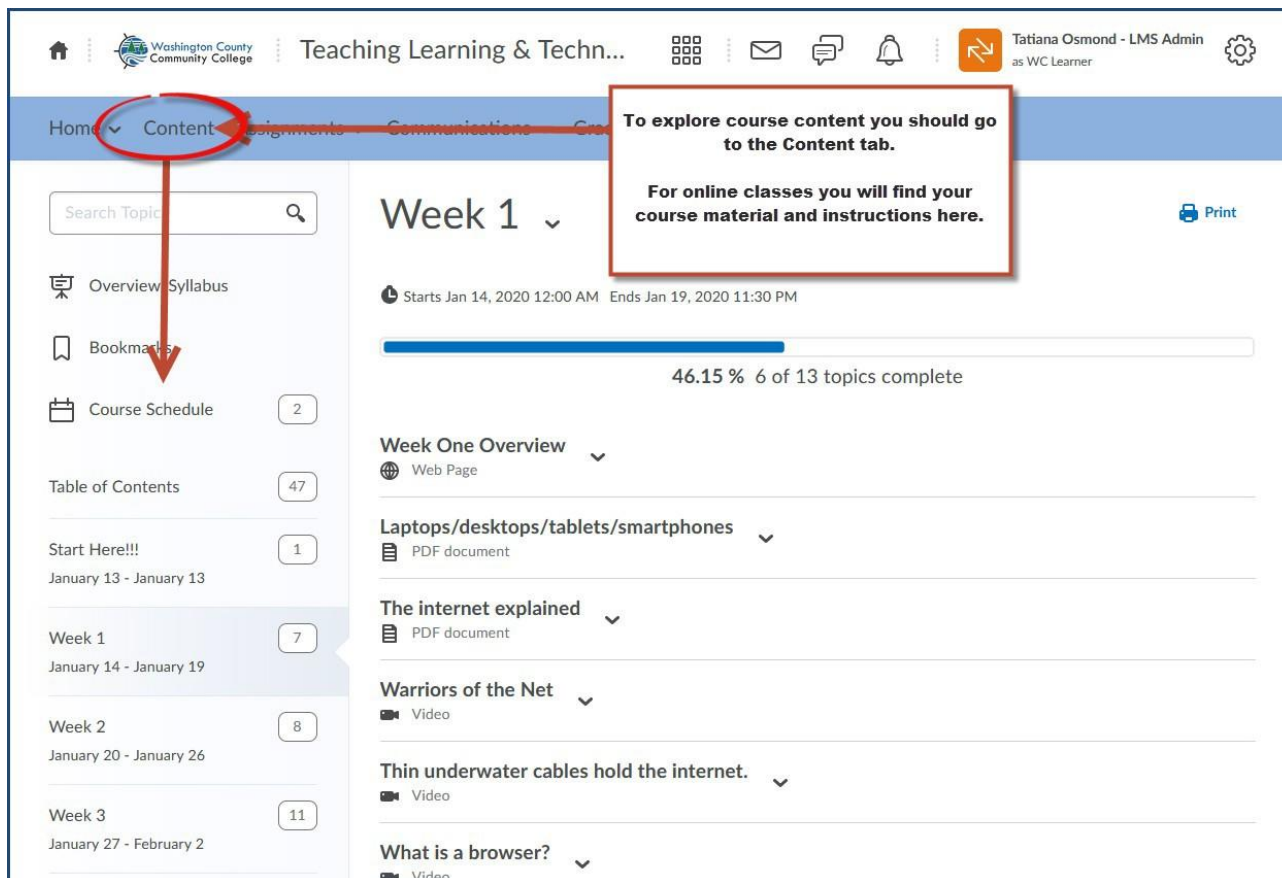 Washington County
Community College
Teaching Learning & Techn...
Tatiana Osmond - LMS Admin
as WC Learner
Home Content Assignments Communications
To explore course content you should go
to the Content tab.
For online classes you will find your
course material and instructions here.
Search Topics
Week 1
Print
Overview Syllabus
Starts Jan 14, 2020 12:00 AM Ends Jan 19, 2020 11:30 PM
Bookmarks
46.15 % 6 of 13 topics complete
Course Schedule 2
Table of Contents 47
Start Here!!! 1
January 13 - January 13
Week 1 7
January 14 - January 19
Week 2 8
January 20 - January 26
Week 3 11
January 27 - February 2
Week One Overview
Web Page
Laptops/desktops/tablets/smartphones
PDF document
The internet explained
PDF document
Warriors of the Net
Video
Thin underwater cables hold the internet.
Video
What is a browser?
Video